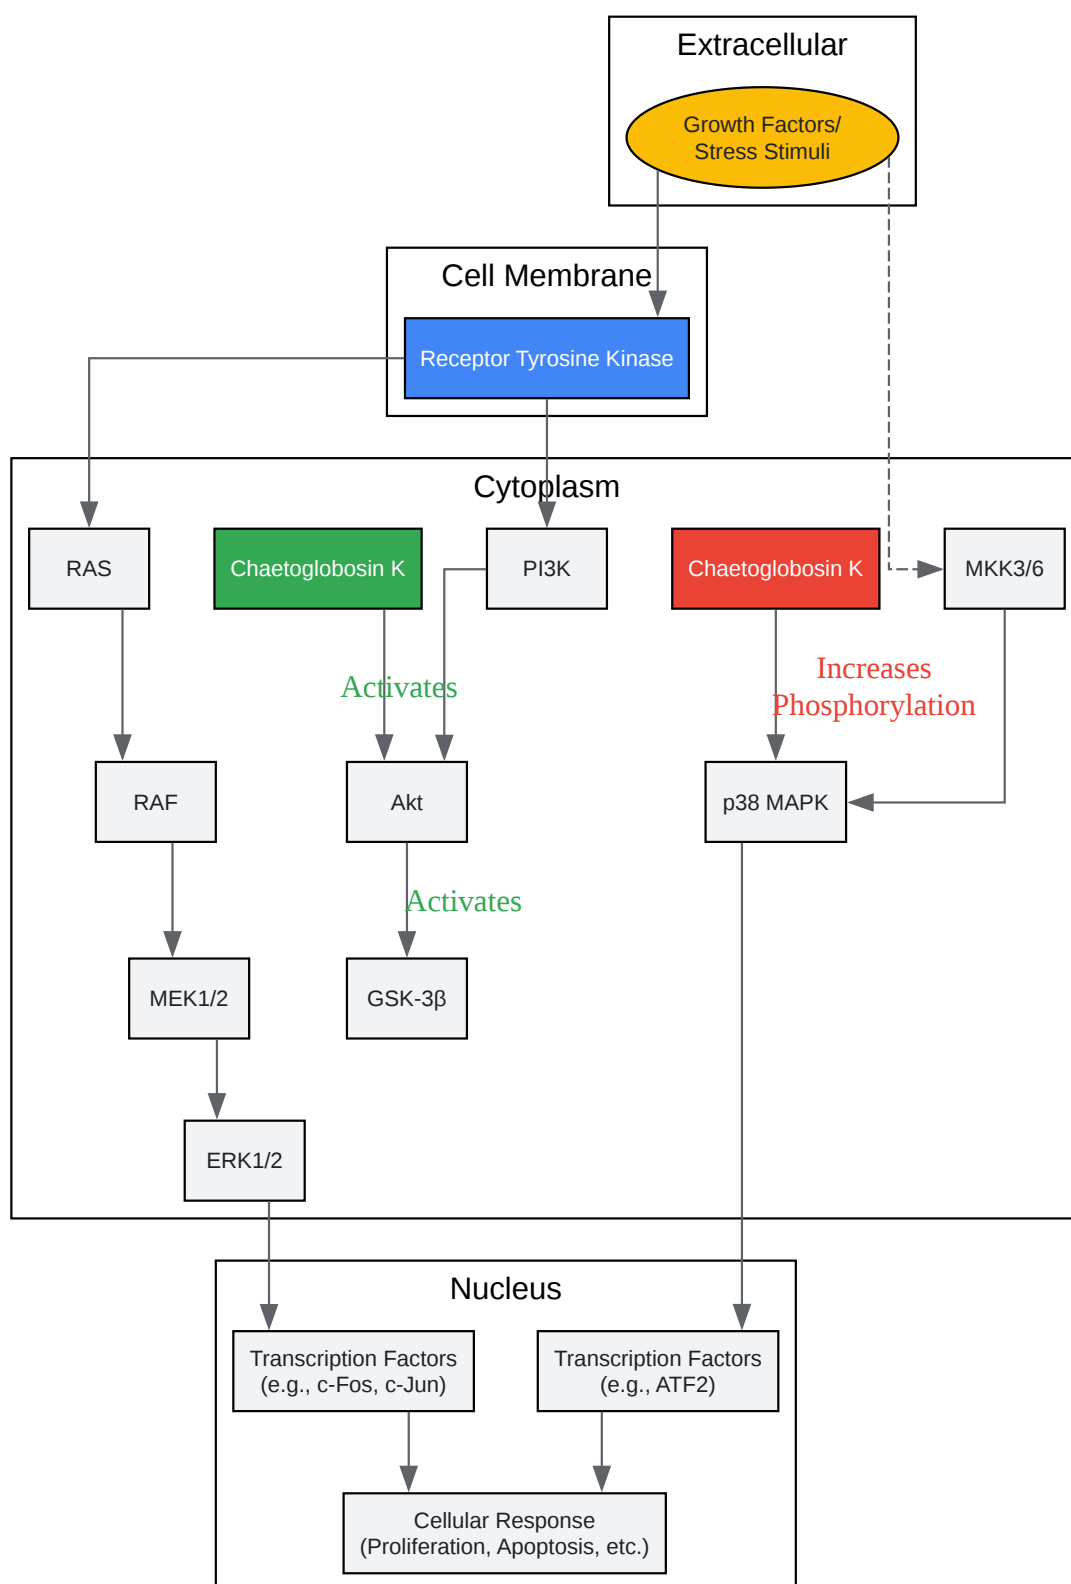 Extracellular
Growth Factors/
Stress Stimuli
Cell Membrane
Receptor Tyrosine Kinase
Cytoplasm
RAS
Chaetoglobosin K
PI3K
Chaetoglobosin K
MKK3/6
Activates
Increases
Phosphorylation
RAF
Akt
p38 MAPK
Activates
MEK1/2
GSK-3β
ERK1/2
Nucleus
Transcription Factors
(e.g., c-Fos, c-Jun)
Transcription Factors
(e.g., ATF2)
Cellular Response
(Proliferation, Apoptosis, etc.)